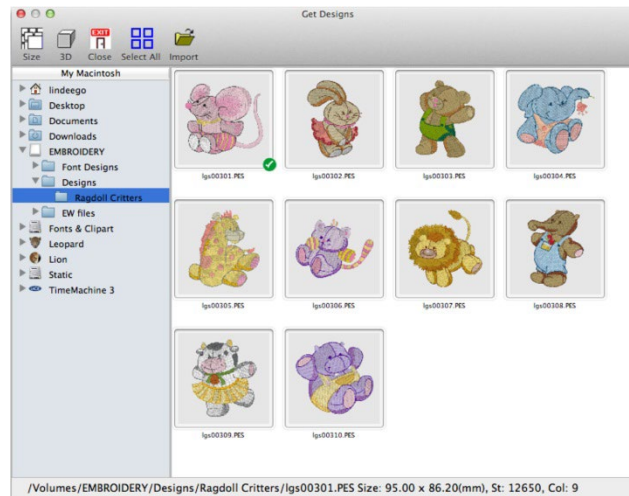 Get Designs
Size 3D EXIT Close Select All Import
My Macintosh
lindeego
Desktop
Documents
Downloads
EMBROIDERY
Font Designs
Designs
Ragdoll Critters
EW files
Fonts & Clipart
Leopard
Lion
Static
TimeMachine 3
lgs00301.PES lgs00302.PES lgs00303.PES lgs00304.PES
lgs00305.PES lgs00306.PES lgs00307.PES lgs00308.PES
lgs00309.PES lgs00310.PES
/Volumes/EMBROIDERY/Designs/Ragdoll Critters/lgs00301.PES Size: 95.00 x 86.20(mm), St: 12650, Col: 9